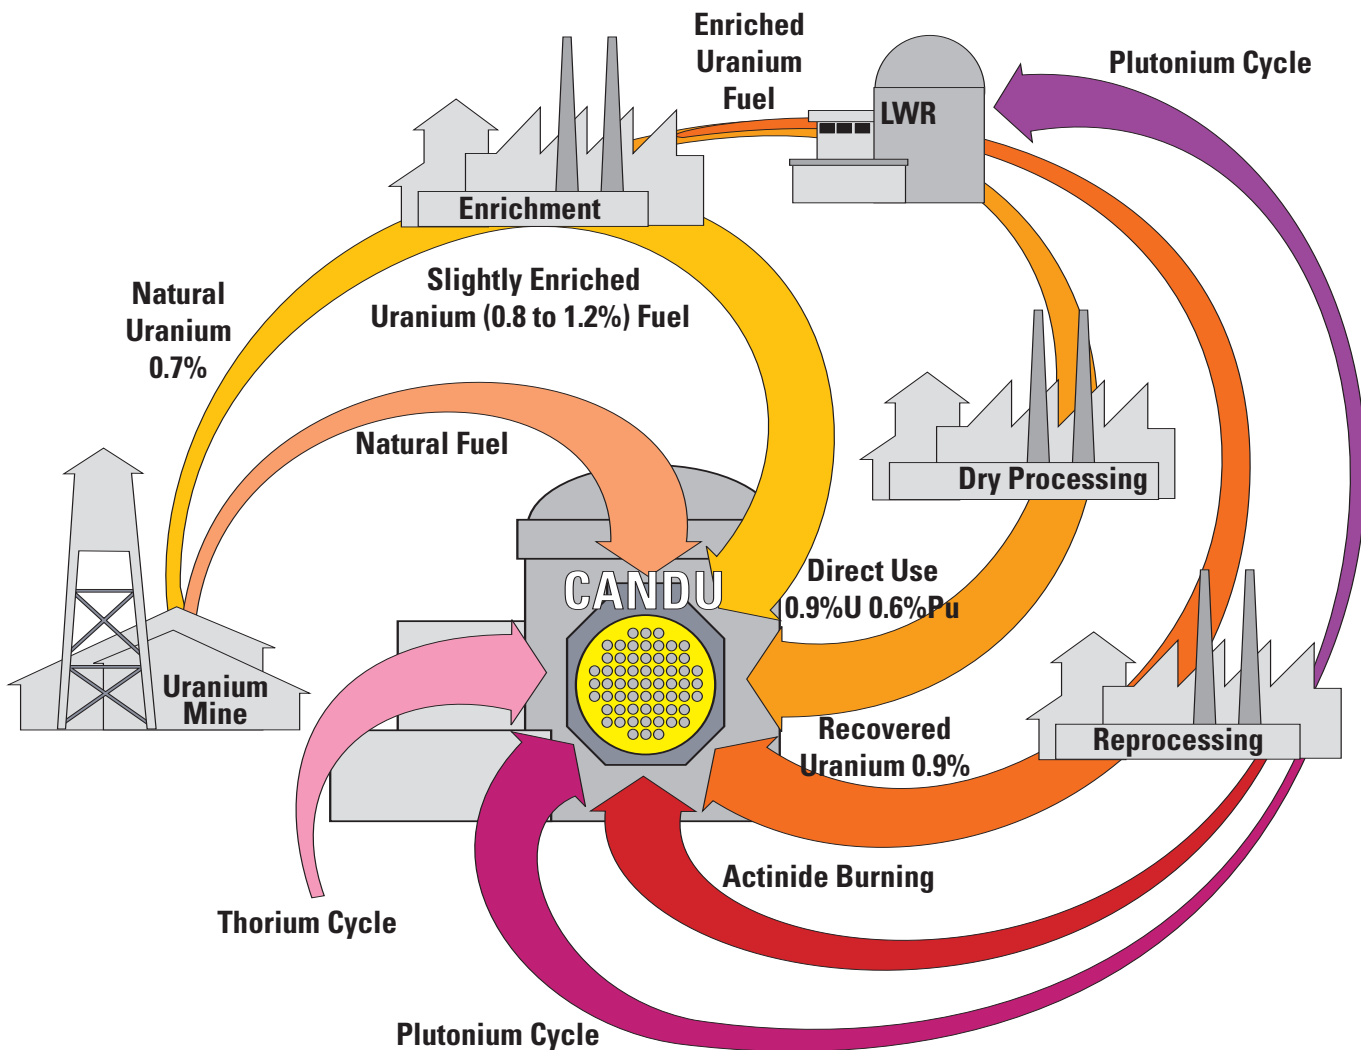 Enriched
Uranium
Fuel
Plutonium Cycle
LWR
Enrichment
Slightly Enriched
Uranium (0.8 to 1.2%) Fuel
Natural
Uranium
0.7%
Natural Fuel
Dry Processing
CANDU
Direct Use
0.9%U 0.6%Pu
Uranium
Mine
Recovered
Uranium 0.9%
Reprocessing
Actinide Burning
Thorium Cycle
Plutonium Cycle